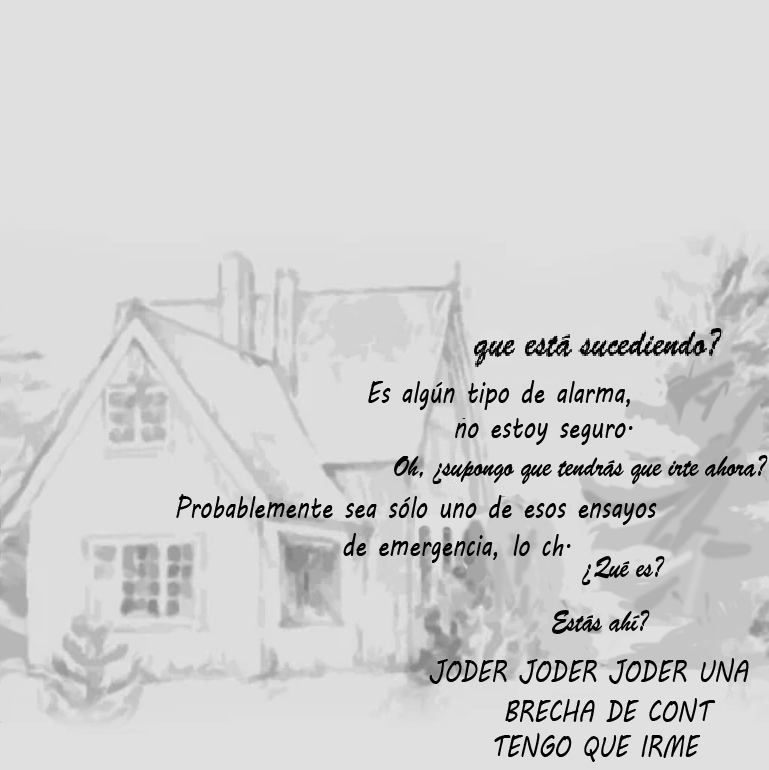 que está sucediendo?
Es algún tipo de alarma,
no estoy seguro.
Oh, ¿supongo que tendrás que irte ahora?
Probablemente sea sólo uno de esos ensayos
de emergencia, lo ch.
¿Qué es?
Estás ahí?
JODER JODER JODER UNA
BRECHA DE CONT
TENGO QUE IRME